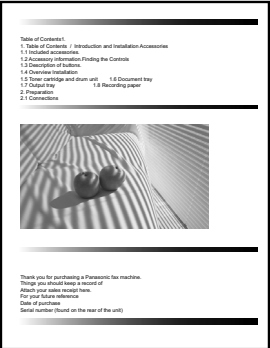 Table of Contents1.
1. Table of Contents / Introduction and Installation Accessories
1.1 Included accessories.
1.2 Accessory information.Finding the Controls
1.3 Description of buttons.
1.4 Overview Installation
1.5 Toner cartridge and drum unit 1.6 Document tray
1.7 Output tray 1.8 Recording paper
2. Preparation
2.1 Connections
Thank you for purchasing a Panasonic fax machine.
Things you should keep a record of
Attach your sales receipt here.
For your future reference
Date of purchase
Serial number (found on the rear of the unit)